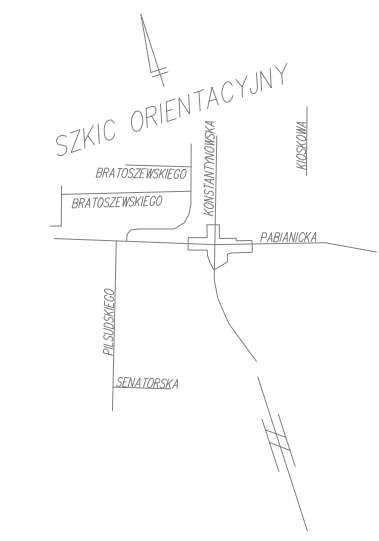 SZKIC ORIENTACYJNY
KONSTANTYNOWSKA
KIOSKOWA
BRATOSZEWSKIEGO
BRATOSZEWSKIEGO
PABIANICKA
PIŁSUDSKIEGO
SENATORSKA